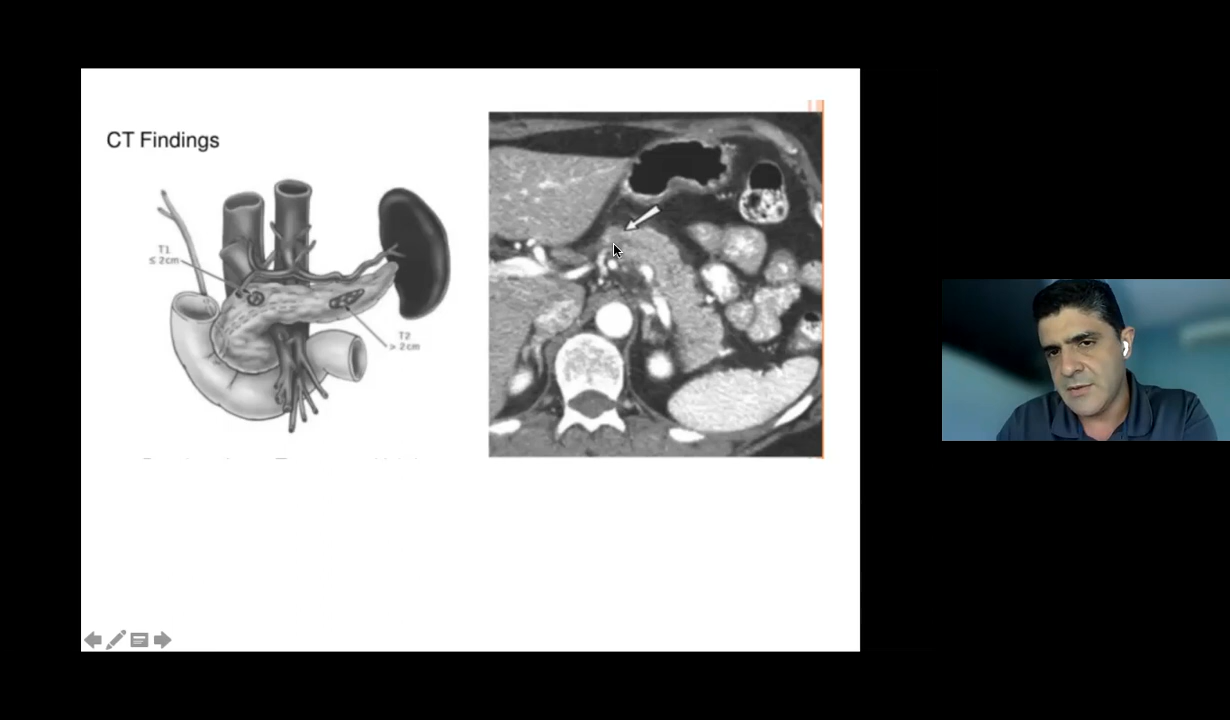 CT Findings
T1
≤ 2cm
T2
> 2cm